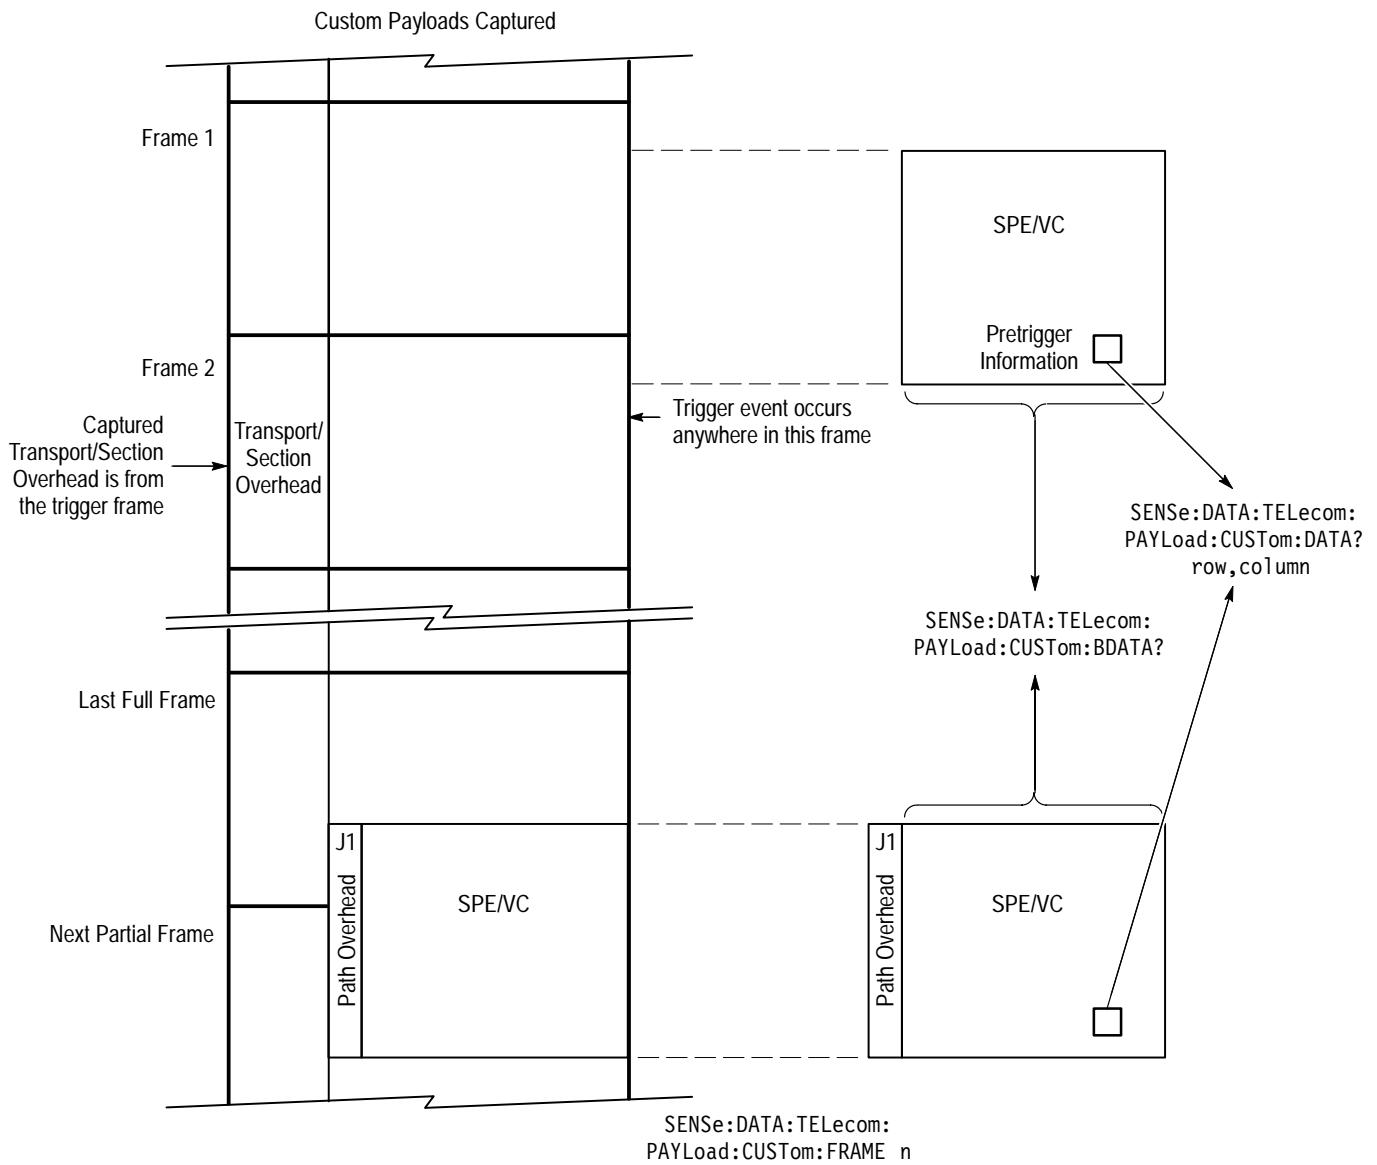 Custom Payloads Captured
Frame 1
SPE/VC
Pretrigger
Information
Frame 2
Trigger event occurs
anywhere in this frame
Captured
Transport/Section
Overhead is from
the trigger frame
Transport/
Section
Overhead
SENSe:DATA:TELecom:
PAYLoad:CUSTom:DATA?
row,column
SENSe:DATA:TELecom:
PAYLoad:CUSTom:BDATA?
Last Full Frame
J1
Path Overhead
SPE/VC
J1
Path Overhead
SPE/VC
Next Partial Frame
SENSe:DATA:TELecom:
PAYLoad:CUSTom:FRAME n